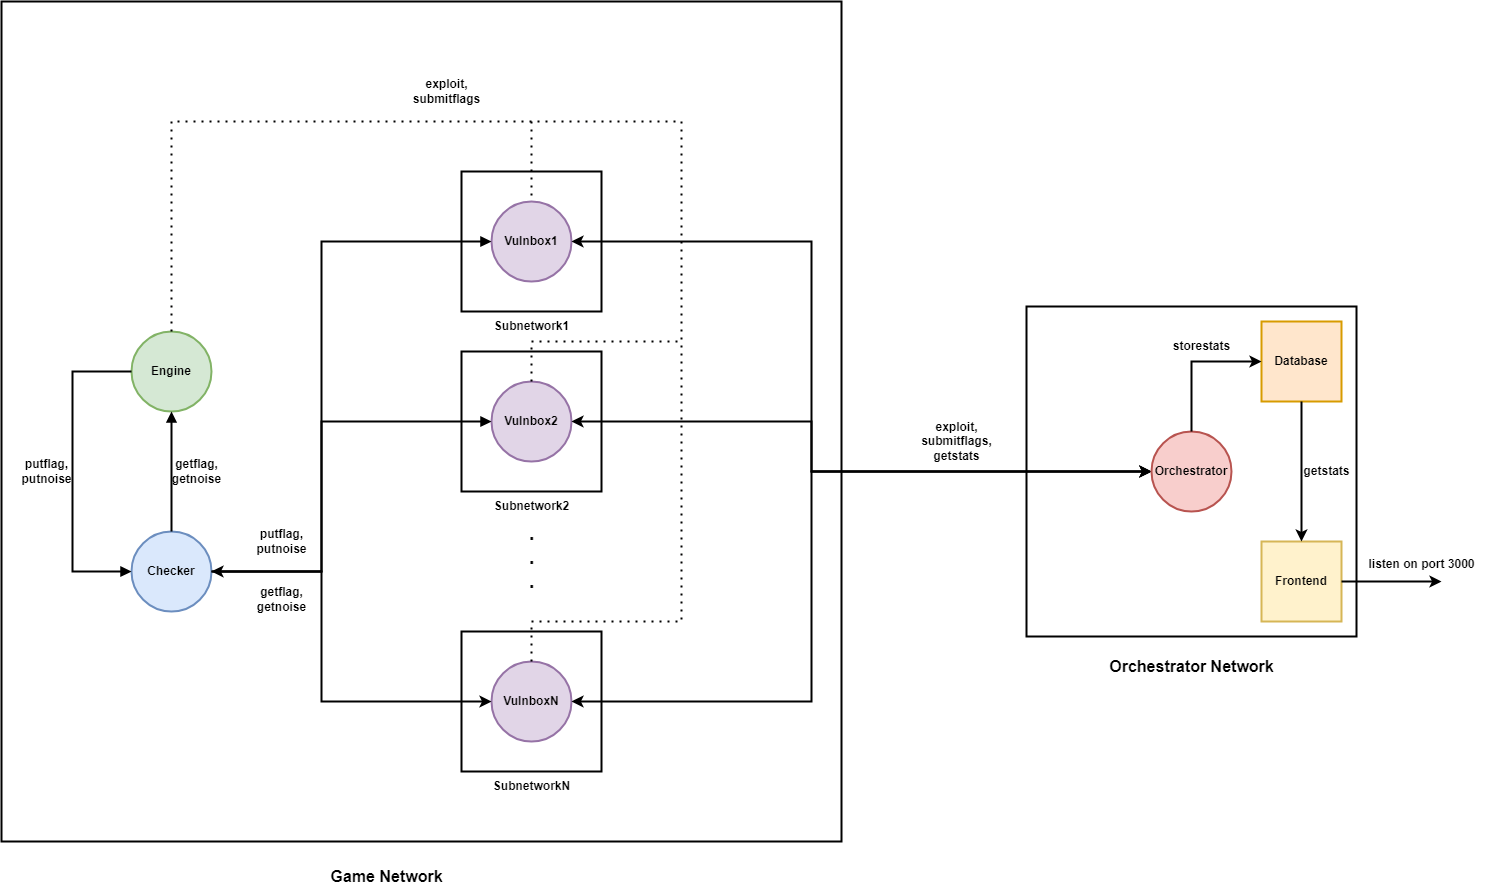 exploit,
submitflags
Vulnbox1
Subnetwork1
Engine
Vulnbox2
Subnetwork2
putflag,
putnoise
getflag,
getnoise
Checker
putflag,
putnoise
getflag,
getnoise
.
.
.
VulnboxN
SubnetworkN
Game Network
exploit,
submitflags,
getstats
storestats
Database
Orchestrator
getstats
Frontend
listen on port 3000
Orchestrator Network